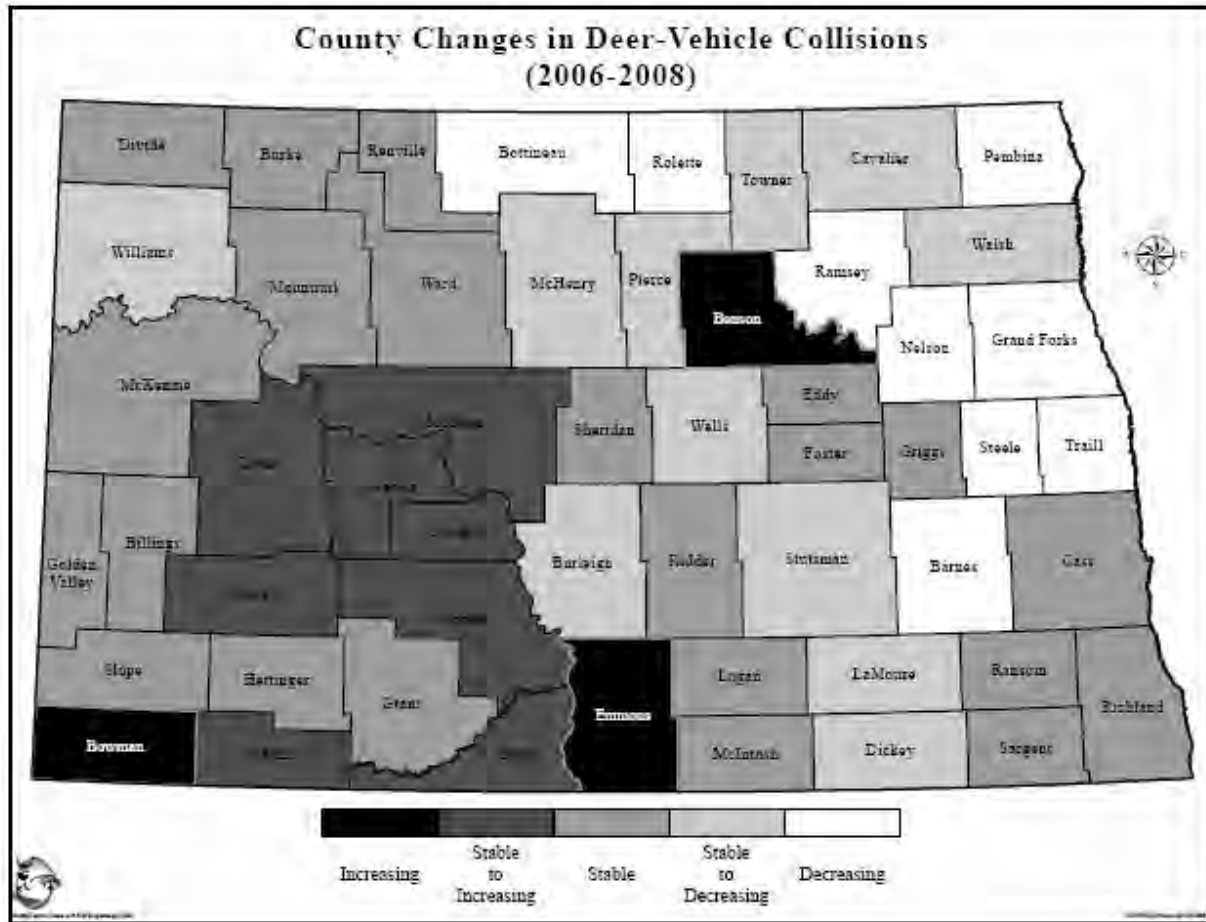 County Changes in Deer-Vehicle Collisions
(2006-2008)
Divide
Burke
Renville
Bottineau
Rolette
Towner
Cavalier
Pembina
Williams
Mountrail
Ward
McHenry
Pierce
Benson
Ramsey
Walsh
Nelson
Grand Forks
McKenzie
Sheridan
Wells
Eddy
Foster
Griggs
Steele
Traill
Golden
Valley
Billings
Burleigh
Kidder
Stutsman
Barnes
Cass
Slope
Hettinger
Grant
Emmons
Logan
LaMoure
Ransom
Richland
Bowman
McIntosh
Dickey
Sargent
Increasing
Stable
to
Increasing
Stable
Stable
to
Decreasing
Decreasing